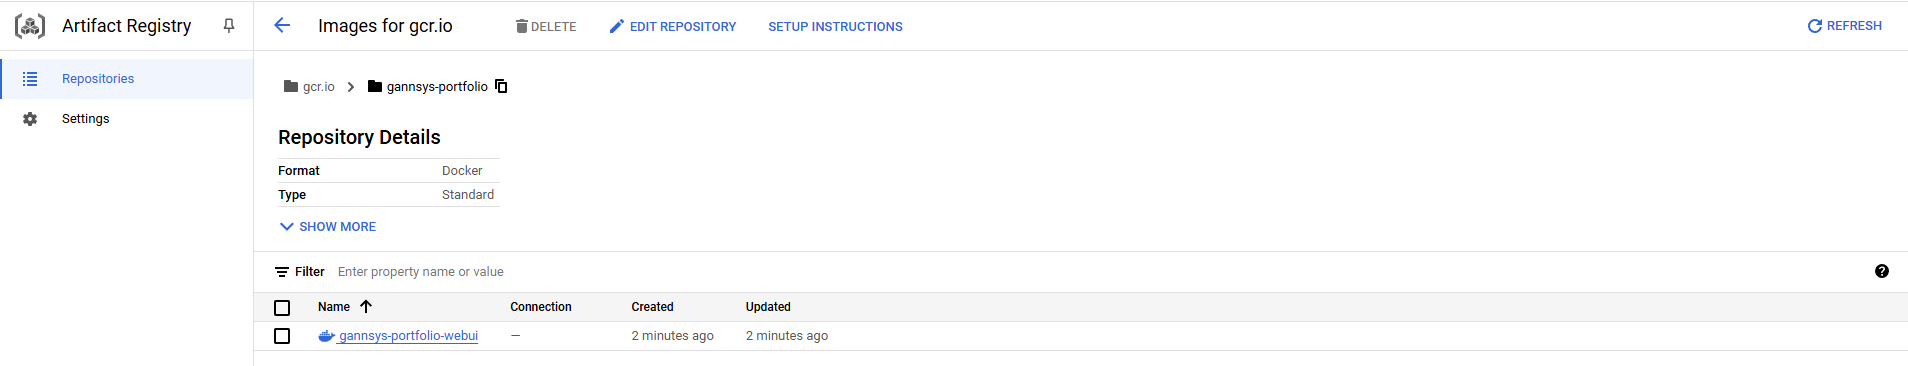 Artifact Registry
Images for gcr.io DELETE EDIT REPOSITORY SETUP INSTRUCTIONS REFRESH
Repositories
Settings
gcr.io gannsys-portfolio
Repository Details
Format Docker
Type Standard
SHOW MORE
Filter Enter property name or value ?
Name Connection Created Updated
gannsys-portfolio-webui — 2 minutes ago 2 minutes ago